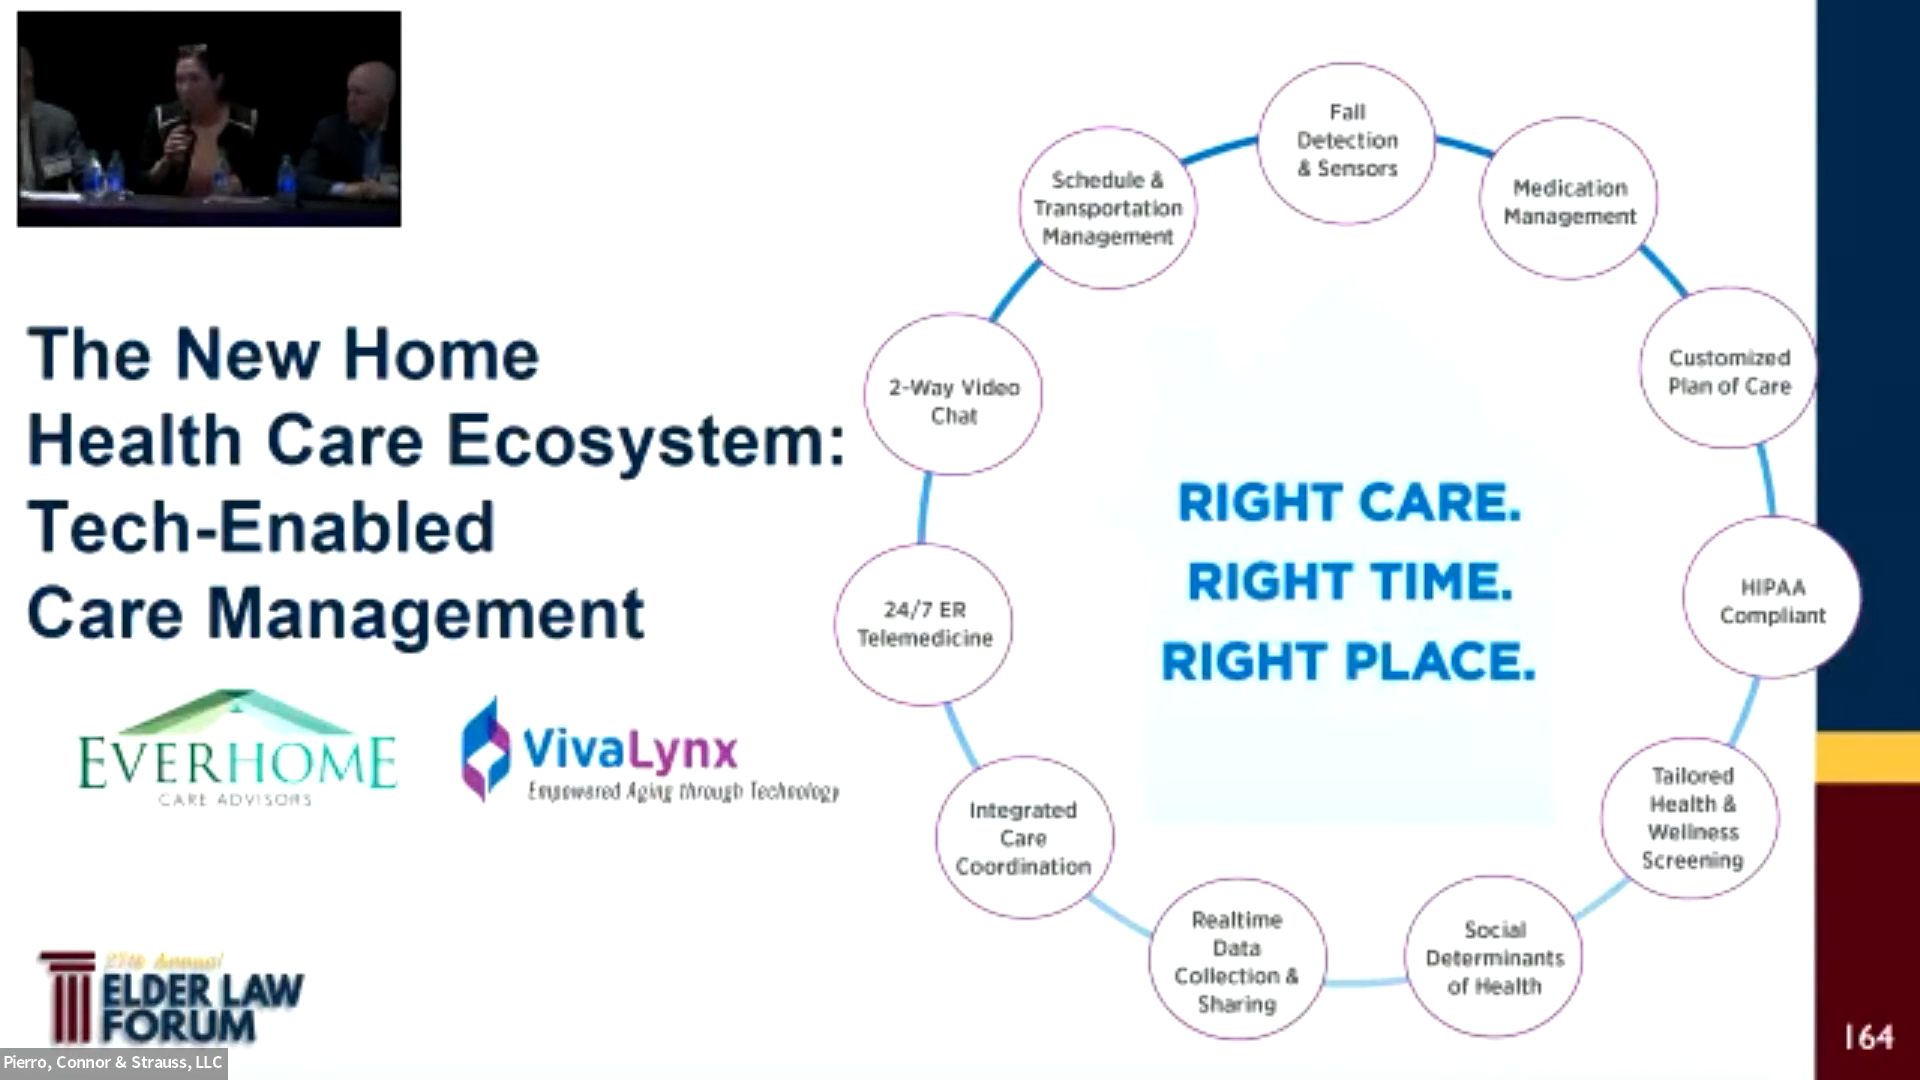 The New Home
Health Care Ecosystem:
Tech-Enabled
Care Management
EVERHOME
CARE ADVISORS
VivaLynx
Empowered Aging through Technology
Fall
Detection
& Sensors
Medication
Management
Customized
Plan of Care
HIPAA
Compliant
Tailored
Health &
Wellness
Screening
Social
Determinants
of Health
Realtime
Data
Collection &
Sharing
Integrated
Care
Coordination
24/7 ER
Telemedicine
2-Way Video
Chat
Schedule &
Transportation
Management
RIGHT CARE.
RIGHT TIME.
RIGHT PLACE.
Annual
ELDER LAW
FORUM
Pierro, Connor & Strauss, LLC
164